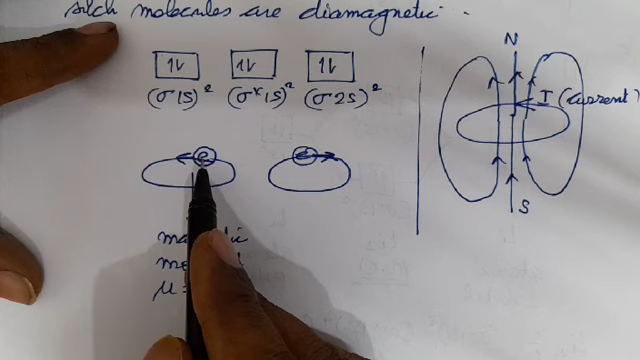 such molecules are diamagnetic.
1↓ 1↓ 1↓
(σ1s)² (σ*1s)² (σ2s)²
N
I (current)
e e
S
μ =